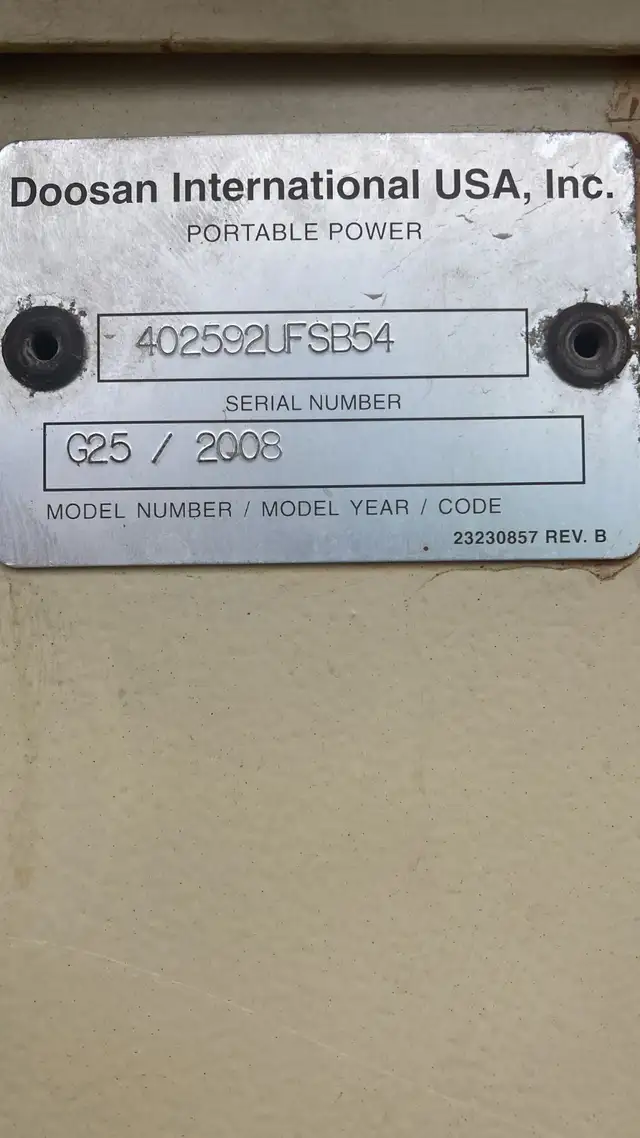 Doosan International USA, Inc.
PORTABLE POWER
402592UFSB54
SERIAL NUMBER
G25 / 2008
MODEL NUMBER / MODEL YEAR / CODE
23230857 REV. B